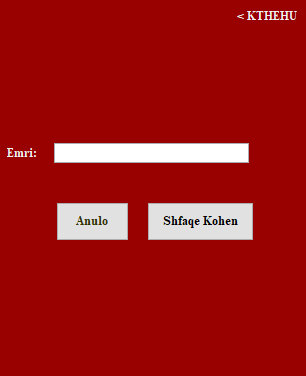 < KTHEHU
Emri:
Anulo
Shfaqe Kohen